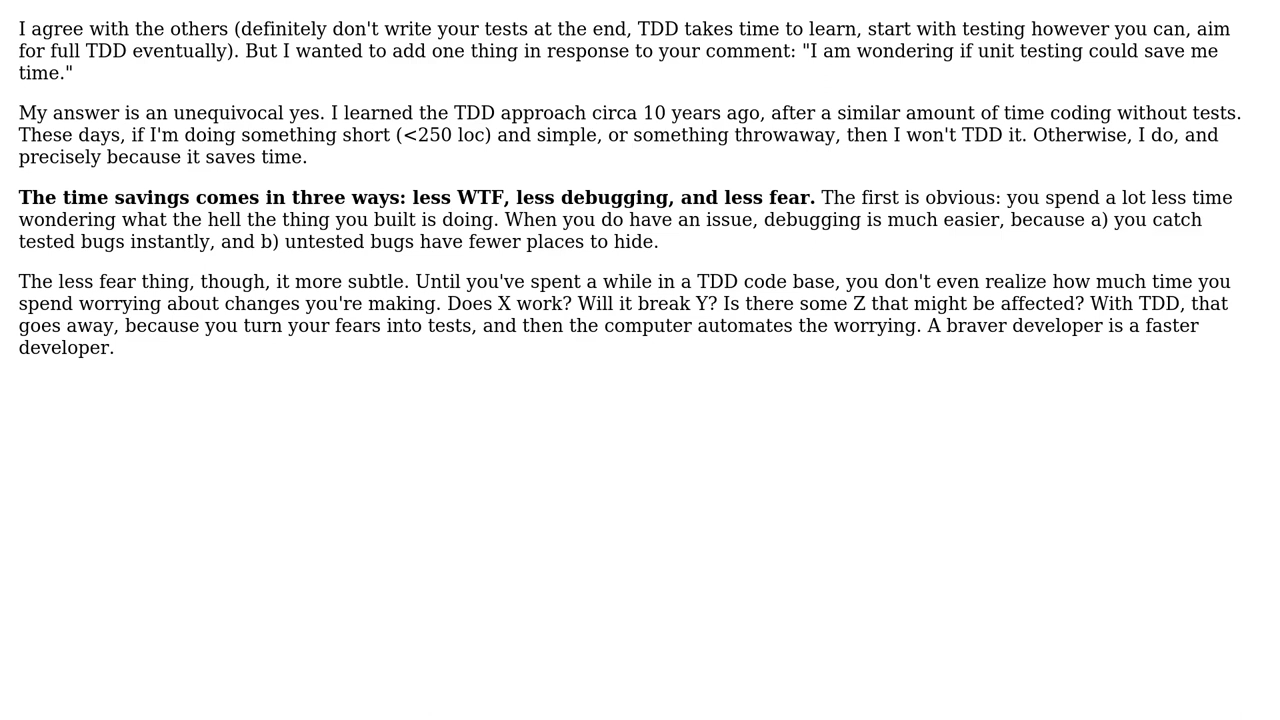 I agree with the others (definitely don't write your tests at the end, TDD takes time to learn, start with testing however you can, aim
for full TDD eventually). But I wanted to add one thing in response to your comment: "I am wondering if unit testing could save me
time."
My answer is an unequivocal yes. I learned the TDD approach circa 10 years ago, after a similar amount of time coding without tests.
These days, if I'm doing something short (<250 loc) and simple, or something throwaway, then I won't TDD it. Otherwise, I do, and
precisely because it saves time.
The time savings comes in three ways: less WTF, less debugging, and less fear. The first is obvious: you spend a lot less time
wondering what the hell the thing you built is doing. When you do have an issue, debugging is much easier, because a) you catch
tested bugs instantly, and b) untested bugs have fewer places to hide.
The less fear thing, though, it more subtle. Until you've spent a while in a TDD code base, you don't even realize how much time you
spend worrying about changes you're making. Does X work? Will it break Y? Is there some Z that might be affected? With TDD, that
goes away, because you turn your fears into tests, and then the computer automates the worrying. A braver developer is a faster
developer.